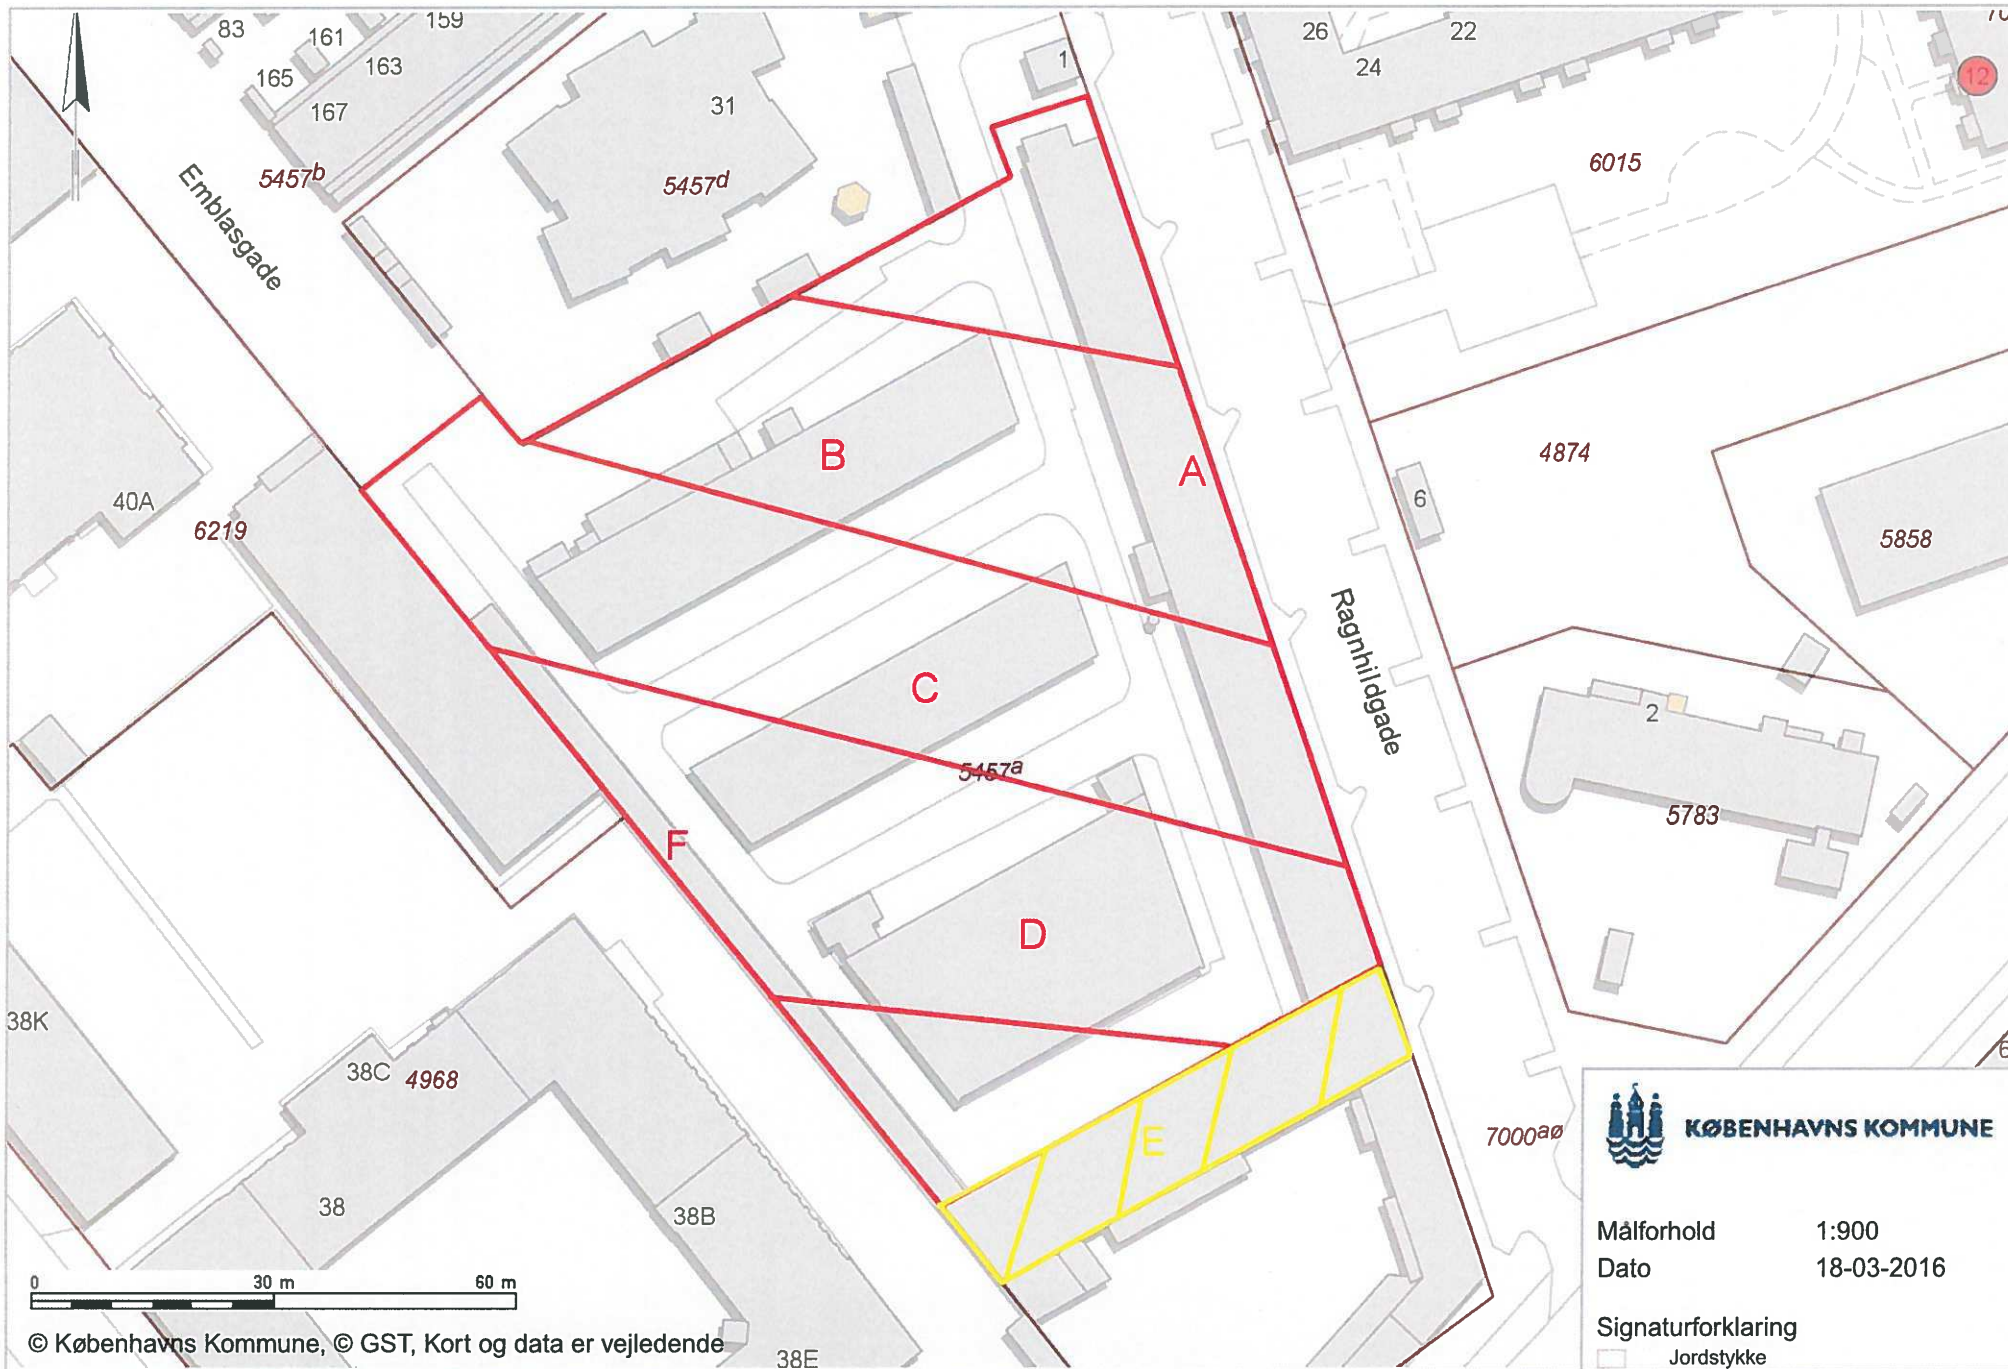 83
161
159
165
163
167
31
1
26
22
24
12
5457b
5457d
6015
Emblasgade
B
A
4874
6
5858
40A
6219
Ragnhildgade
C
2
5457a
5783
F
D
38K
38C
4968
E
7000aø
38
38B
38E
KØBENHAVNS KOMMUNE
Målforhold 1:900
Dato 18-03-2016
Signaturforklaring
Jordstykke
0 30 m 60 m
© Københavns Kommune, © GST, Kort og data er vejledende